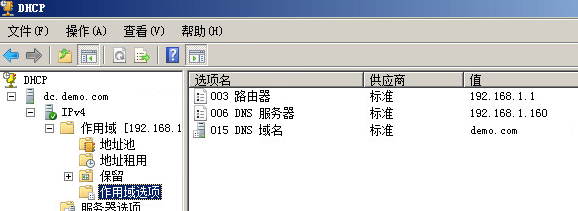 DHCP
文件(F) 操作(A) 查看(V) 帮助(H)
DHCP
dc.demo.com
IPv4
作用域 [192.168.1
地址池
地址租用
保留
作用域选项
服务器选项
选项名 供应商 值
003 路由器 标准 192.168.1.1
006 DNS 服务器 标准 192.168.1.160
015 DNS 域名 标准 demo.com